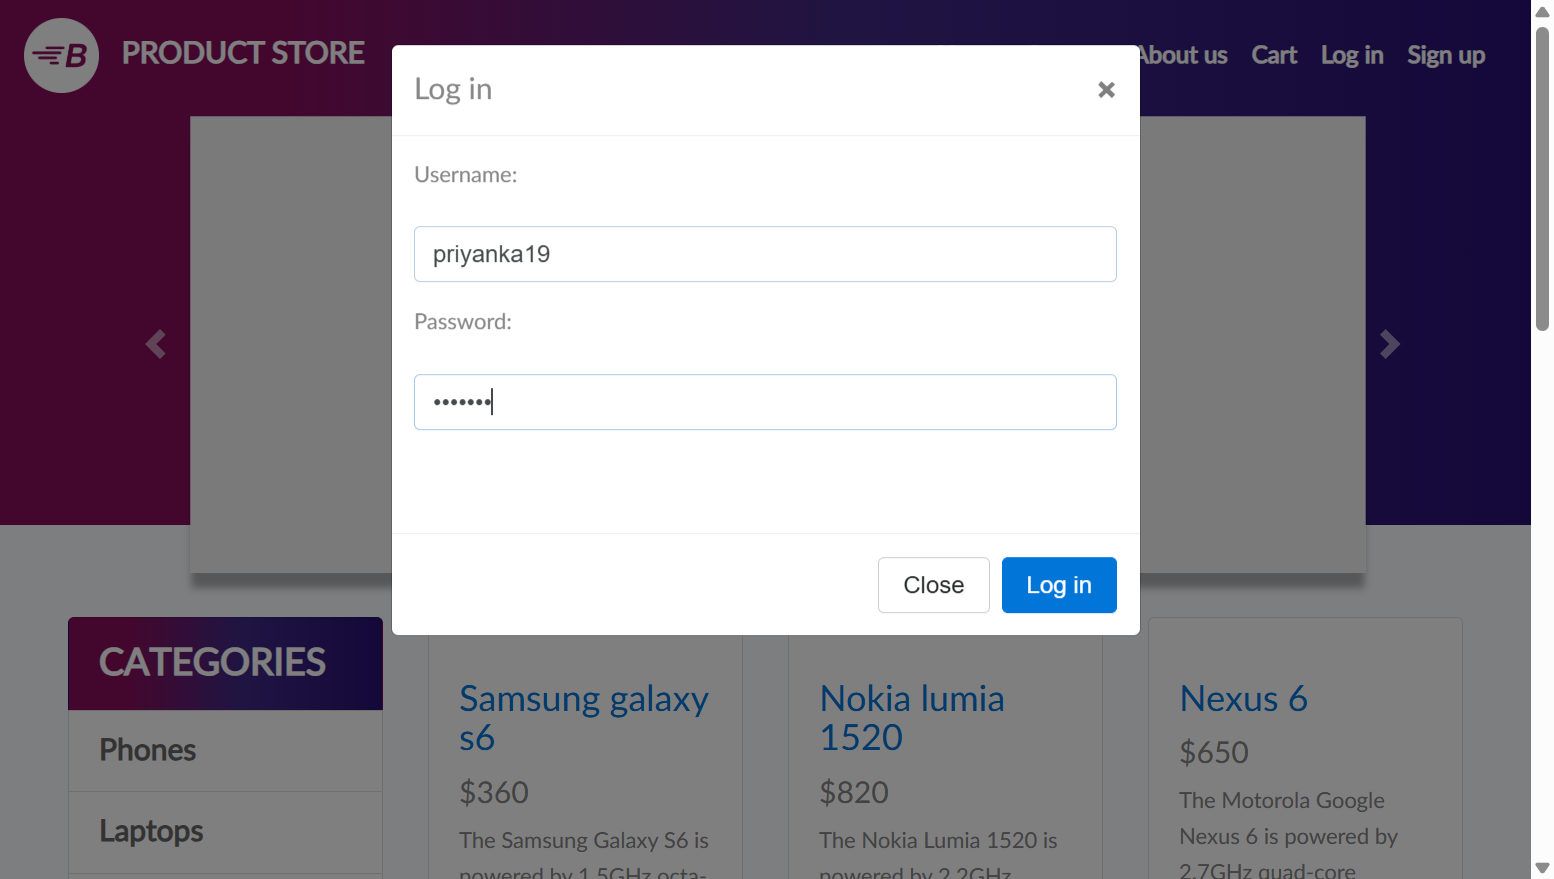 B PRODUCT STORE
About us Cart Log in Sign up
Log in
×
Username:
priyanka19
Password:
•••••••
Close Log in
CATEGORIES
Phones
Laptops
Samsung galaxy
s6
$360
The Samsung Galaxy S6 is
powered by 1.5GHz octa-
Nokia lumia
1520
$820
The Nokia Lumia 1520 is
powered by 2.2GHz
Nexus 6
$650
The Motorola Google
Nexus 6 is powered by
2.7GHz quad-core